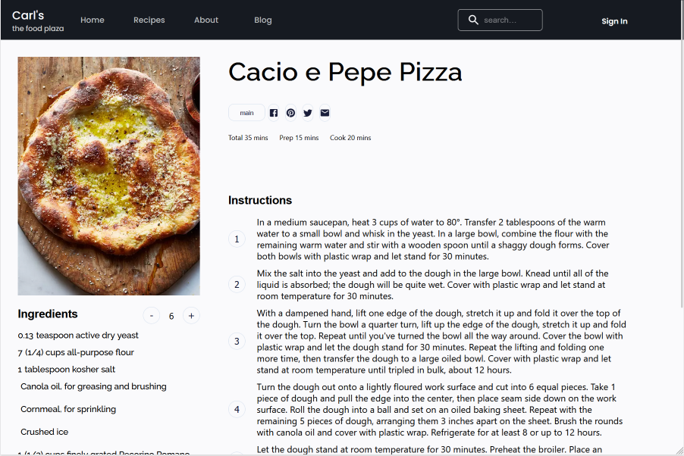 Carl's
the food plaza
Home
Recipes
About
Blog
search...
Sign In
Cacio e Pepe Pizza
main
Total 35 mins
Prep 15 mins
Cook 20 mins
Ingredients
-
6
+
0.13 teaspoon active dry yeast
7 (1/4) cups all-purpose flour
1 tablespoon kosher salt
Canola oil, for greasing and brushing
Cornmeal, for sprinkling
Crushed ice
1 (1/2) cups finely grated Pecorino Romano
Instructions
1
In a medium saucepan, heat 3 cups of water to 80°. Transfer 2 tablespoons of the warm
water to a small bowl and whisk in the yeast. In a large bowl, combine the flour with the
remaining warm water and stir with a wooden spoon until a shaggy dough forms. Cover
both bowls with plastic wrap and let stand for 30 minutes.
2
Mix the salt into the yeast and add to the dough in the large bowl. Knead until all of the
liquid is absorbed; the dough will be quite wet. Cover with plastic wrap and let stand at
room temperature for 30 minutes.
3
With a dampened hand, lift one edge of the dough, stretch it up and fold it over the top of
the dough. Turn the bowl a quarter turn, lift up the edge of the dough, stretch it up and fold
it over the top. Repeat until you've turned the bowl all the way around. Cover the bowl with
plastic wrap and let the dough stand for 30 minutes. Repeat the lifting and folding one
more time, then transfer the dough to a large oiled bowl. Cover with plastic wrap and let
stand at room temperature until tripled in bulk, about 12 hours.
4
Turn the dough out onto a lightly floured work surface and cut into 6 equal pieces. Take 1
piece of dough and pull the edge into the center, then place seam side down on the work
surface. Roll the dough into a ball and set on an oiled baking sheet. Repeat with the
remaining 5 pieces of dough, arranging them 3 inches apart on the sheet. Brush the rounds
with canola oil and cover with plastic wrap. Refrigerate for at least 8 or up to 12 hours.
Let the dough stand at room temperature for 30 minutes. Preheat the broiler. Place an